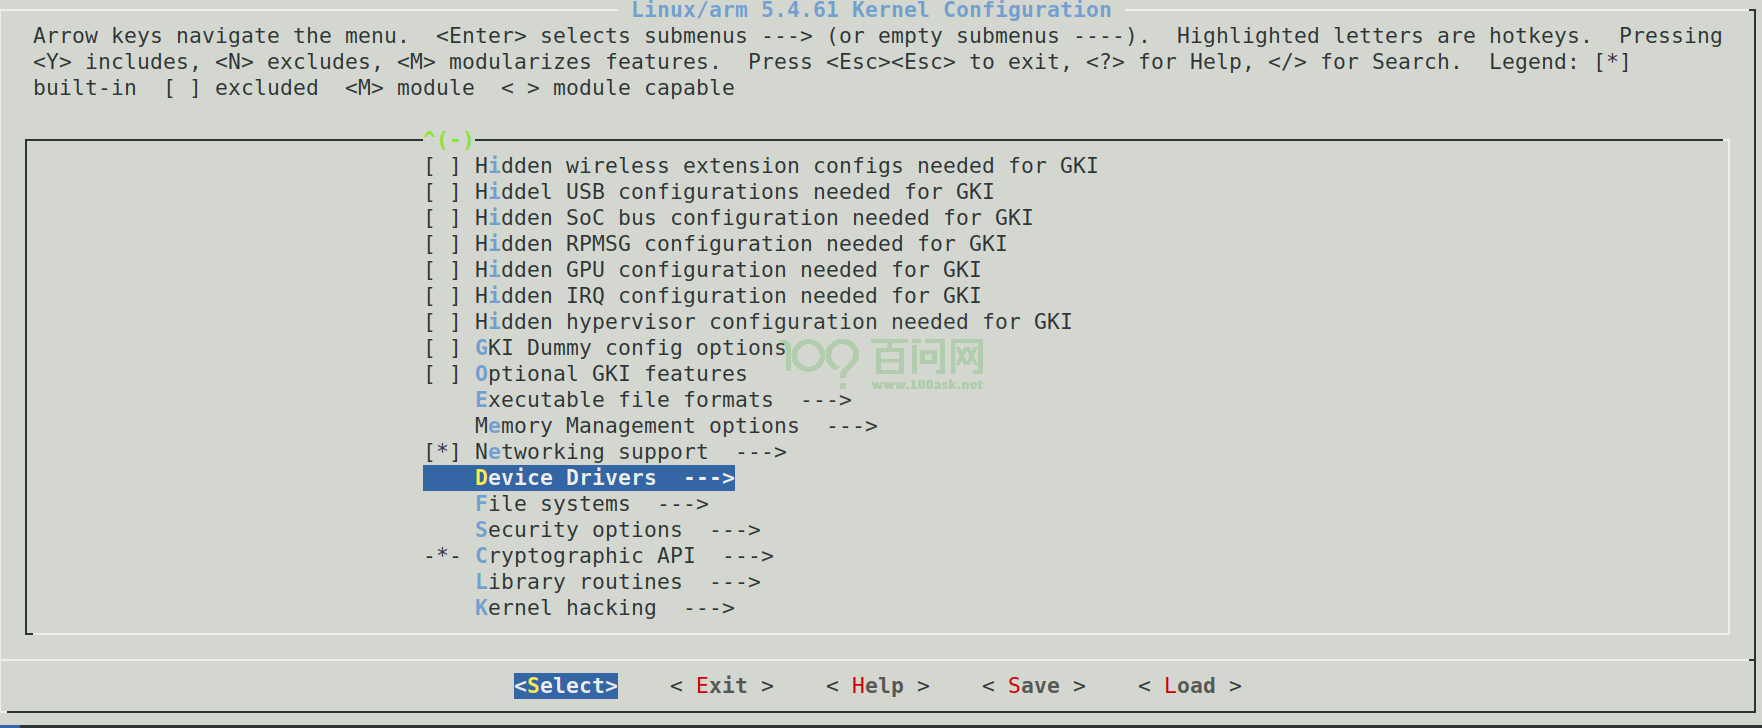 Linux/arm 5.4.61 Kernel Configuration
Arrow keys navigate the menu.  <Enter> selects submenus ---> (or empty submenus ----).  Highlighted letters are hotkeys.  Pressing
<Y> includes, <N> excludes, <M> modularizes features.  Press <Esc><Esc> to exit, <?> for Help, </> for Search.  Legend: [*]
built-in  [ ] excluded  <M> module  < > module capable
^(-)
[ ] Hidden wireless extension configs needed for GKI
[ ] Hiddel USB configurations needed for GKI
[ ] Hidden SoC bus configuration needed for GKI
[ ] Hidden RPMSG configuration needed for GKI
[ ] Hidden GPU configuration needed for GKI
[ ] Hidden IRQ configuration needed for GKI
[ ] Hidden hypervisor configuration needed for GKI
[ ] GKI Dummy config options
[ ] Optional GKI features
Executable file formats  --->
Memory Management options  --->
[*] Networking support  --->
Device Drivers  --->
File systems  --->
Security options  --->
-*- Cryptographic API  --->
Library routines  --->
Kernel hacking  --->
<Select>    < Exit >    < Help >    < Save >    < Load >
100? 百问网
www.100ask.net